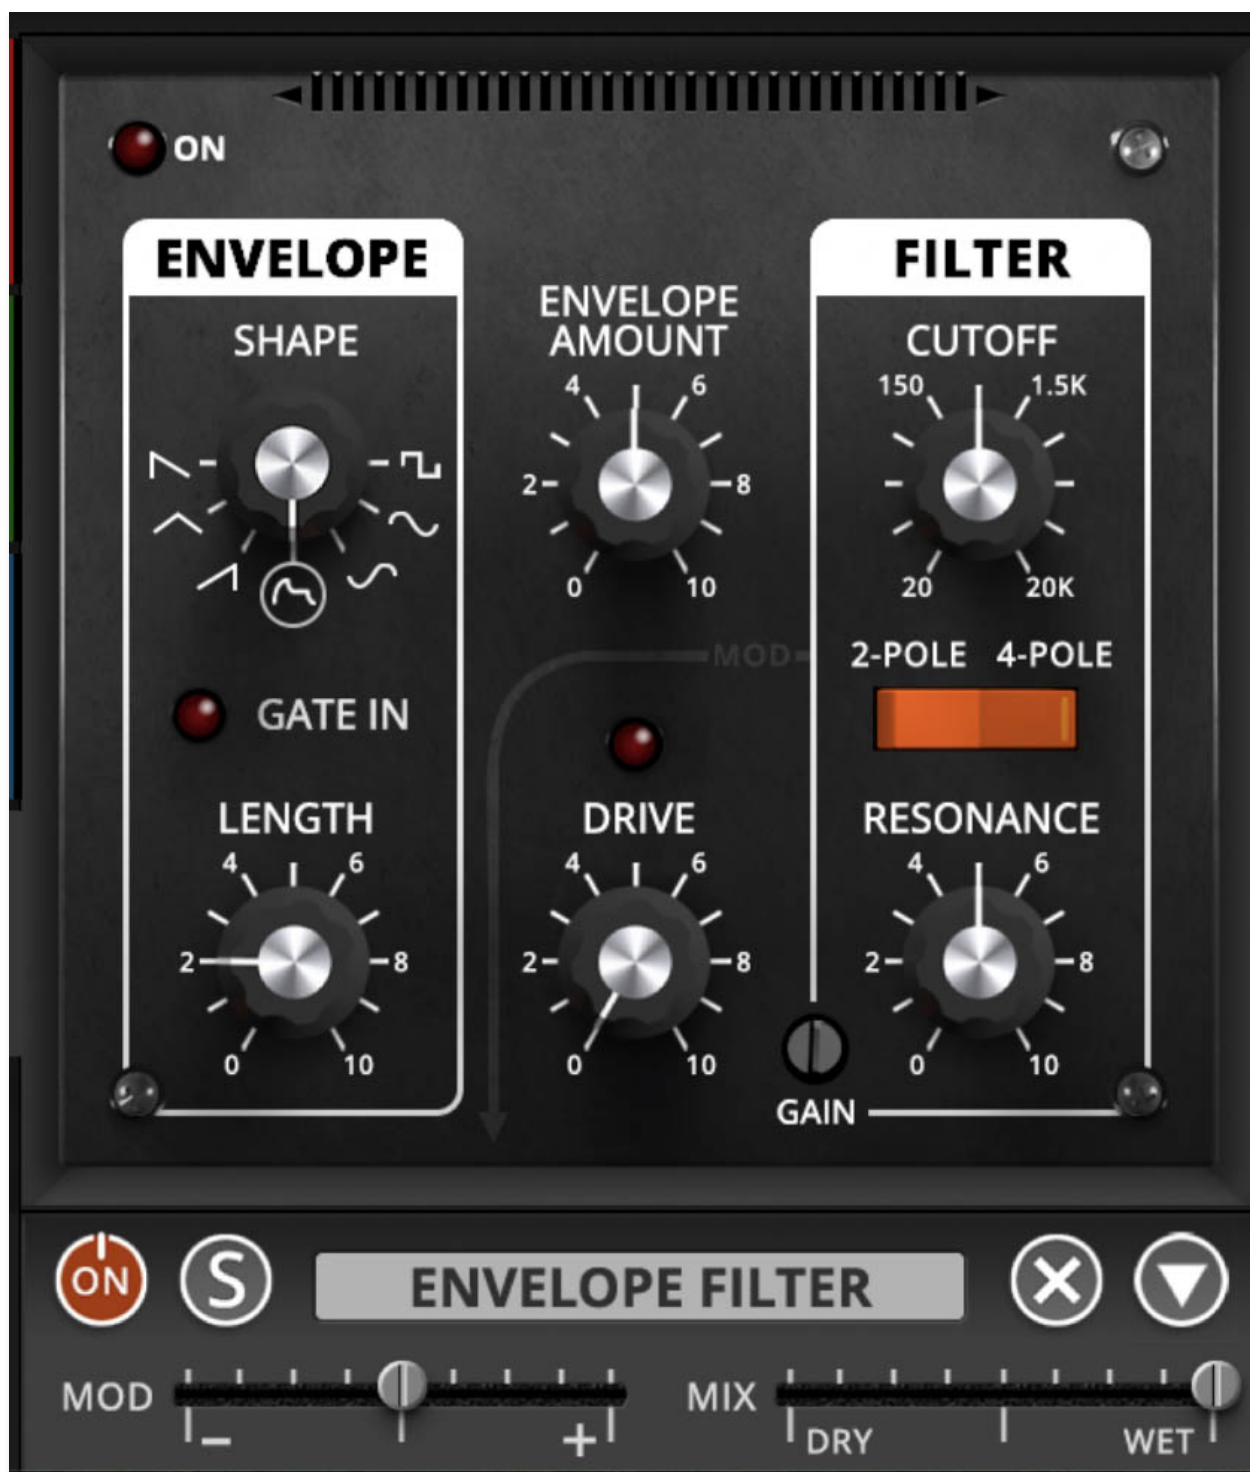 ON
ENVELOPE
SHAPE
GATE IN
LENGTH
4 6
2 8
0 10
ENVELOPE
AMOUNT
4 6
2 8
0 10
MOD
DRIVE
4 6
2 8
0 10
FILTER
CUTOFF
150 1.5K
20 20K
2-POLE 4-POLE
RESONANCE
4 6
2 8
0 10
GAIN
ON S ENVELOPE FILTER
MOD - +
MIX DRY WET